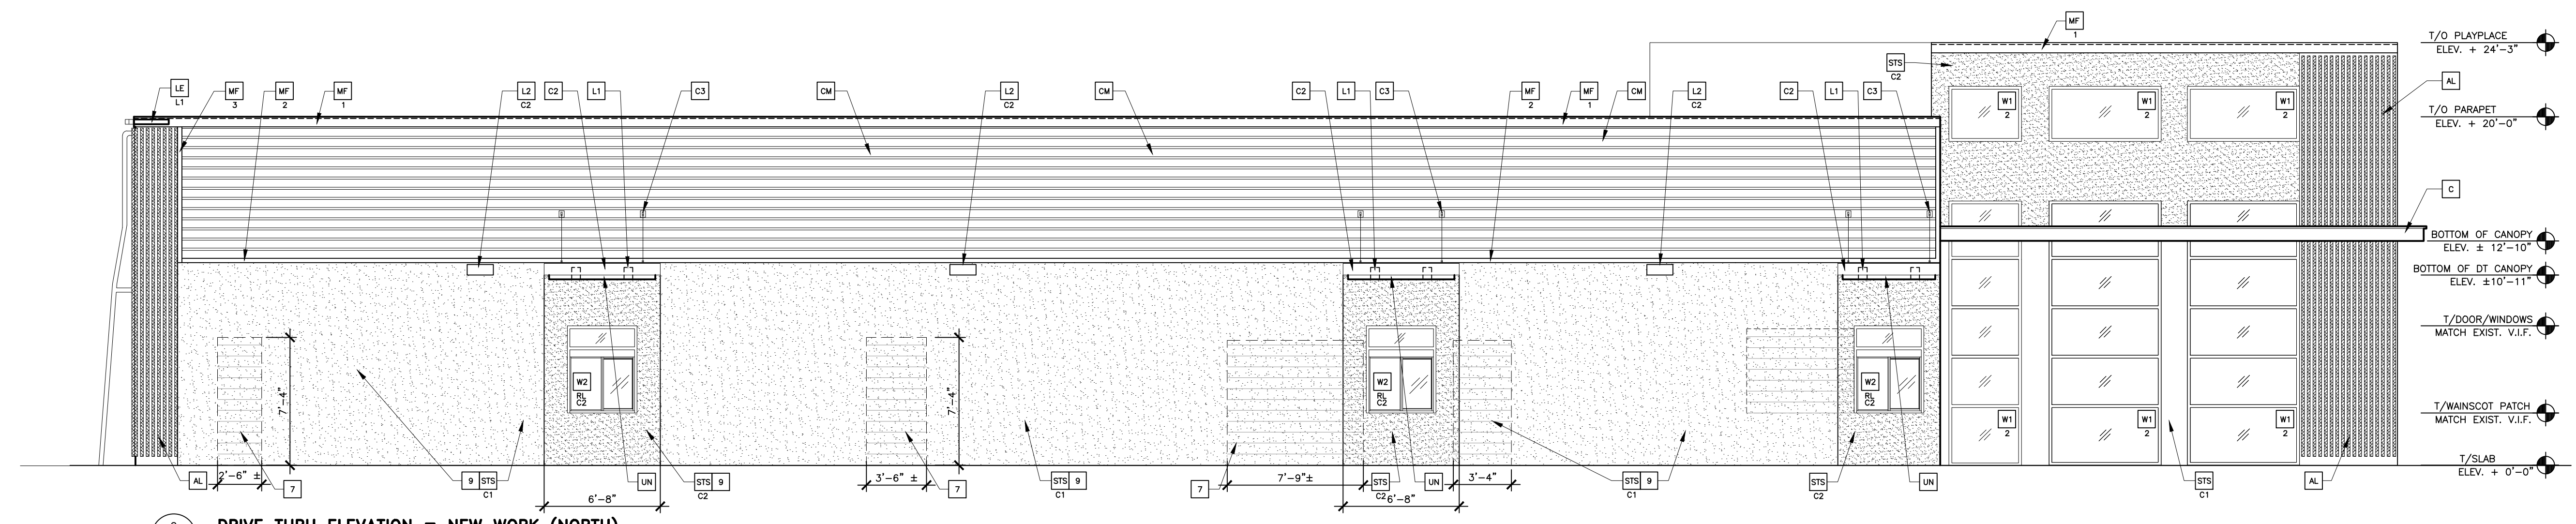 MF
1
T/O PLAYPLACE
ELEV. + 24'-3"
STS
C2
LE
L1
MF
3
MF
2
MF
1
L2
C2
C2
L1
C3
CM
L2
C2
CM
C2
L1
C3
MF
2
MF
1
CM
L2
C2
C2
L1
C3
AL
W1
2
W1
2
W1
2
T/O PARAPET
ELEV. + 20'-0"
C
BOTTOM OF CANOPY
ELEV. ± 12'-10"
BOTTOM OF DT CANOPY
ELEV. ±10'-11"
T/DOOR/WINDOWS
MATCH EXIST. V.I.F.
7'-4"
W2
RL
C2
7'-4"
W2
RL
C2
W2
RL
C2
W1
2
W1
2
W1
2
T/WAINSCOT PATCH
MATCH EXIST. V.I.F.
T/SLAB
ELEV. + 0'-0"
AL
2'-6" ±
7
9 STS
C1
6'-8"
UN
STS 9
C2
3'-6" ±
7
STS 9
C1
7
7'-9"±
STS
C2
6'-8"
UN
3'-4"
STS 9
C1
STS
C2
UN
STS
C1
AL
DRIVE-THRU ELEVATION - NEW WORK (NORTH)